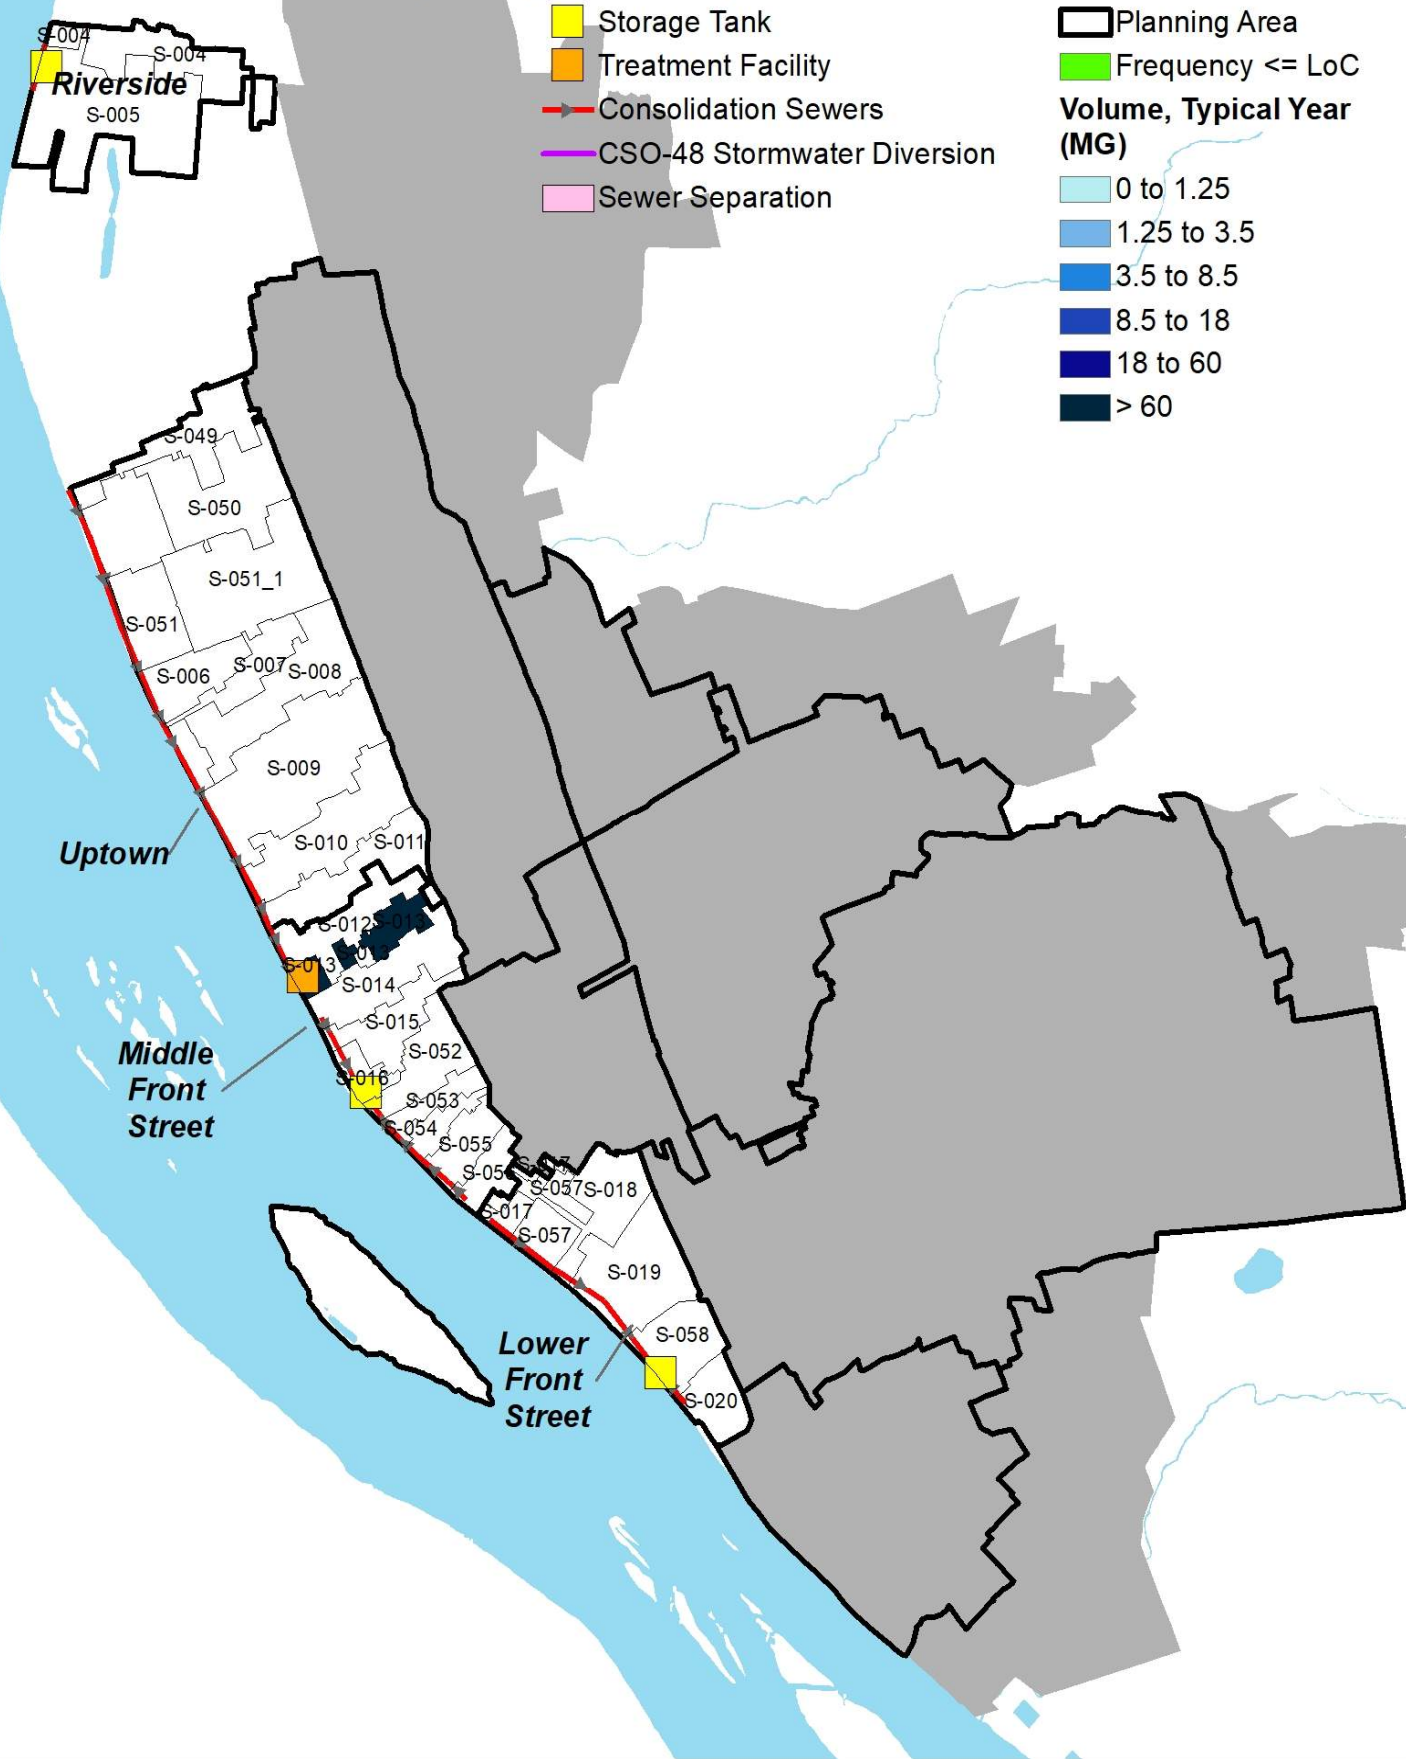 Storage Tank
Treatment Facility
Consolidation Sewers
CSO-48 Stormwater Diversion
Sewer Separation
Planning Area
Frequency <= LoC
Volume, Typical Year
(MG)
0 to 1.25
1.25 to 3.5
3.5 to 8.5
8.5 to 18
18 to 60
> 60
S-004
S-004
Riverside
S-005
S-049
S-050
S-051_1
S-051
S-006
S-007
S-008
S-009
S-010
S-011
Uptown
S-012
S-013
S-013
S-013
S-014
S-015
S-052
S-016
S-053
S-054
S-055
Middle
Front
Street
S-017
S-057
S-018
S-017
S-057
S-019
S-058
S-020
Lower
Front
Street